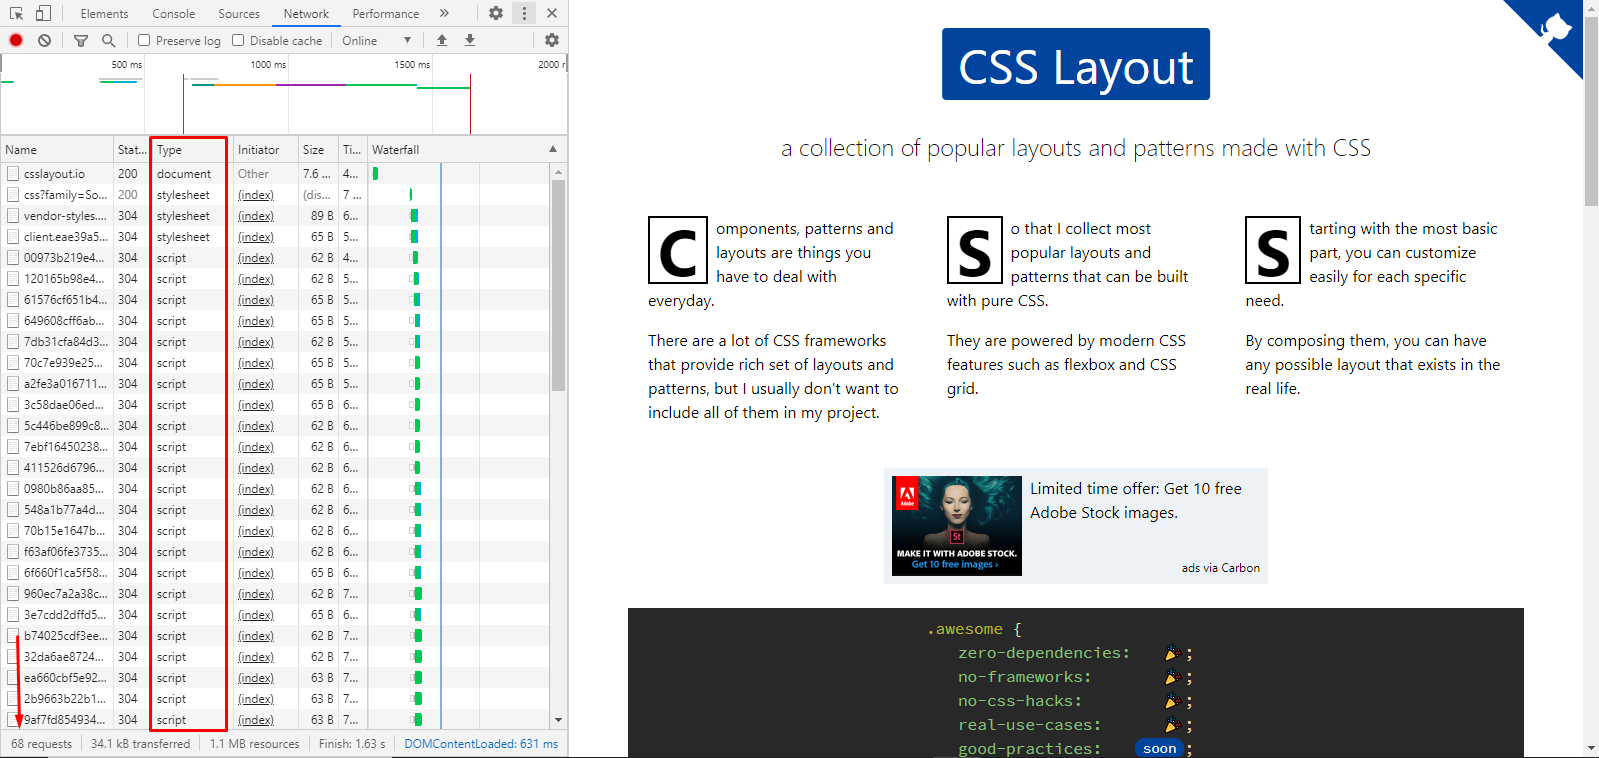 Elements Console Sources Network Performance »
Preserve log Disable cache Online
500 ms 1000 ms 1500 ms 2000 r
Name Stat... Type Initiator Size Ti... Waterfall
csslayout.io 200 document Other 7.6 ... 4...
css?family=So... 200 stylesheet (index) (dis... 7 ...
vendor-styles.... 304 stylesheet (index) 89 B 6...
client.eae39a5... 304 stylesheet (index) 65 B 5...
00973b219e4... 304 script (index) 62 B 4...
120165b98e4... 304 script (index) 62 B 5...
61576cf651b4... 304 script (index) 65 B 5...
649608cff6ab... 304 script (index) 65 B 5...
7db31cfa84d3... 304 script (index) 62 B 5...
70c7e939e25... 304 script (index) 65 B 5...
a2fe3a016711... 304 script (index) 65 B 5...
3c58dae06ed... 304 script (index) 65 B 6...
5c446be899c8... 304 script (index) 62 B 6...
7ebf16450238... 304 script (index) 62 B 6...
411526d6796... 304 script (index) 62 B 6...
0980b86aa85... 304 script (index) 62 B 6...
548a1b77a4d... 304 script (index) 62 B 6...
70b15e1647b... 304 script (index) 62 B 6...
f63af06fe3735... 304 script (index) 62 B 6...
6f660f1ca5f58... 304 script (index) 65 B 6...
960ec7a2a38c... 304 script (index) 62 B 7...
3e7cdd2dffd5... 304 script (index) 65 B 6...
b74025cdf3ee... 304 script (index) 62 B 7...
32da6ae8724... 304 script (index) 62 B 7...
ea660cbf5e92... 304 script (index) 63 B 7...
2b9663b22b1... 304 script (index) 63 B 7...
9af7fd854934... 304 script (index) 63 B 7...
68 requests 34.1 kB transferred 1.1 MB resources Finish: 1.63 s DOMContentLoaded: 631 ms
CSS Layout
a collection of popular layouts and patterns made with CSS
Components, patterns and
layouts are things you
have to deal with
everyday.
There are a lot of CSS frameworks
that provide rich set of layouts and
patterns, but I usually don't want to
include all of them in my project.
So that I collect most
popular layouts and
patterns that can be built
with pure CSS.
They are powered by modern CSS
features such as flexbox and CSS
grid.
Starting with the most basic
part, you can customize
easily for each specific
need.
By composing them, you can have
any possible layout that exists in the
real life.
Adobe
St
MAKE IT WITH ADOBE STOCK.
Get 10 free images ›
Limited time offer: Get 10 free
Adobe Stock images.
ads via Carbon
.awesome {
zero-dependencies: 🎉;
no-frameworks: 🎉;
no-css-hacks: 🎉;
real-use-cases: 🎉;
good-practices: soon;